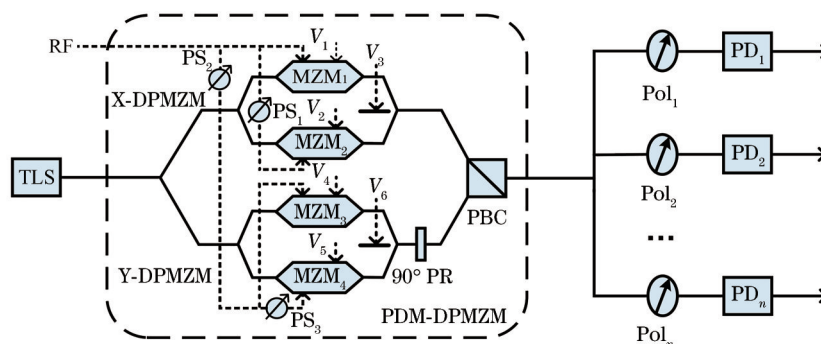 RF
PS₂
V₁
V₃
MZM₁
X-DPMZM
PS₁
V₂
MZM₂
TLS
V₄
V₆
MZM₃
PBC
V₅
Y-DPMZM
MZM₄
90° PR
PS₃
PDM-DPMZM
Pol₁
PD₁
Pol₂
PD₂
...
Polₙ
PDₙ